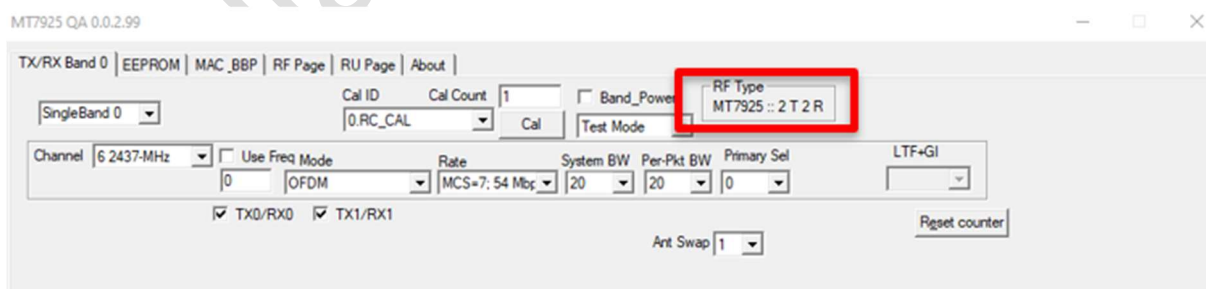 MT7925 QA 0.0.2.99
TX/RX Band 0 EEPROM MAC_BBP RF Page RU Page About
SingleBand 0 Cal ID Cal Count 1 Band_Power RF Type
0.RC_CAL Cal Test Mode MT7925 :: 2 T 2 R
Channel 6 2437-MHz Use Freq Mode Rate System BW Per-Pkt BW Primary Sel LTF+GI
0 OFDM MCS=7; 54 Mbp 20 20 0
TX0/RX0 TX1/RX1 Reset counter
Ant Swap 1